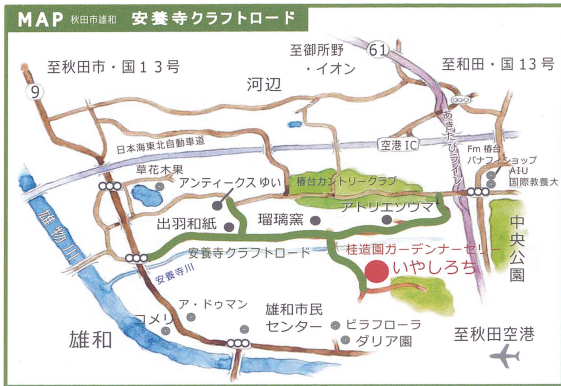 MAP 秋田市雄和 安養寺クラフトロード
至秋田市・国13号
9
河辺
至御所野
・イオン
61
至和田・国13号
日本海東北自動車道
空港IC
あきたびライン
Fm 椿台
バナフィショップ
AIU
国際教養大
草花木果
アンティークス ゆい
椿台カントリークラブ
出羽和紙
瑠璃窯
アトリエソウマ
中央公園
雄物川
安養寺クラフトロード
安養寺川
桂造園ガーデンナーセリー
いやしろち
ア・ドゥマン
コメリ
雄和
雄和市民
センター
ビラフローラ
ダリア園
至秋田空港